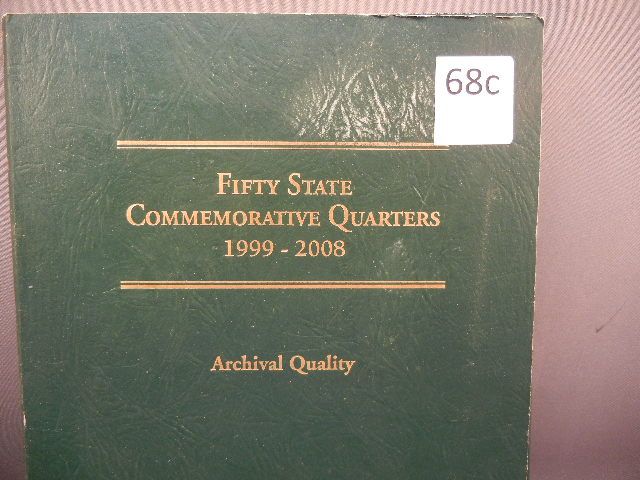 68c
FIFTY STATE
COMMEMORATIVE QUARTERS
1999 - 2008
Archival Quality